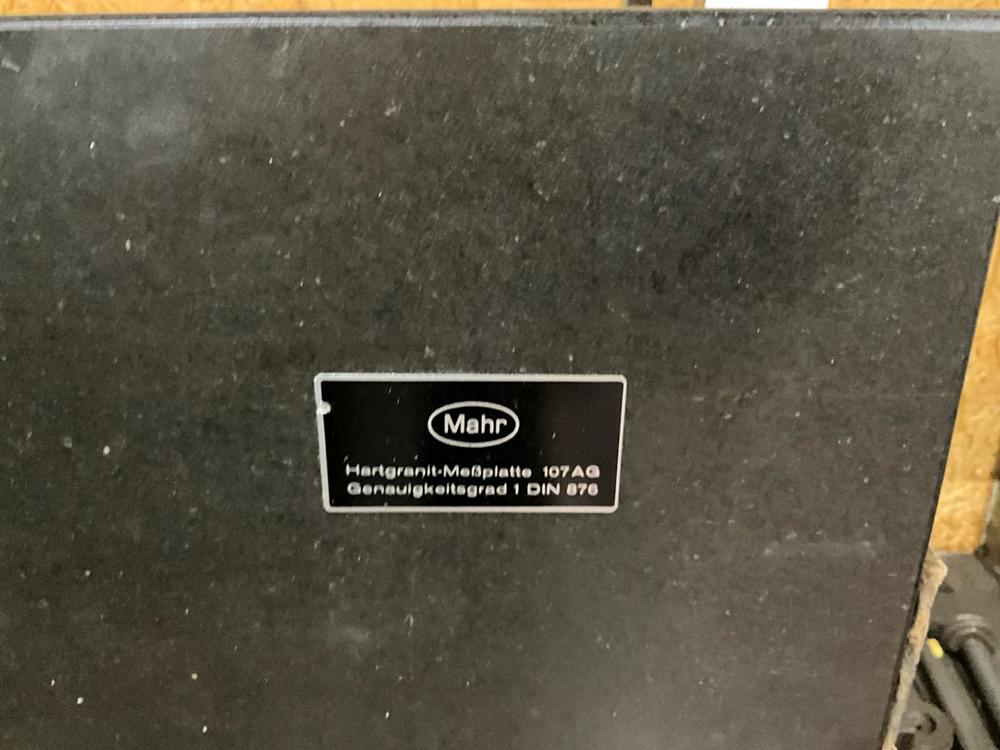 Mahr
Hartgranit-Meßplatte 107AG
Genauigkeitsgrad 1 DIN 876